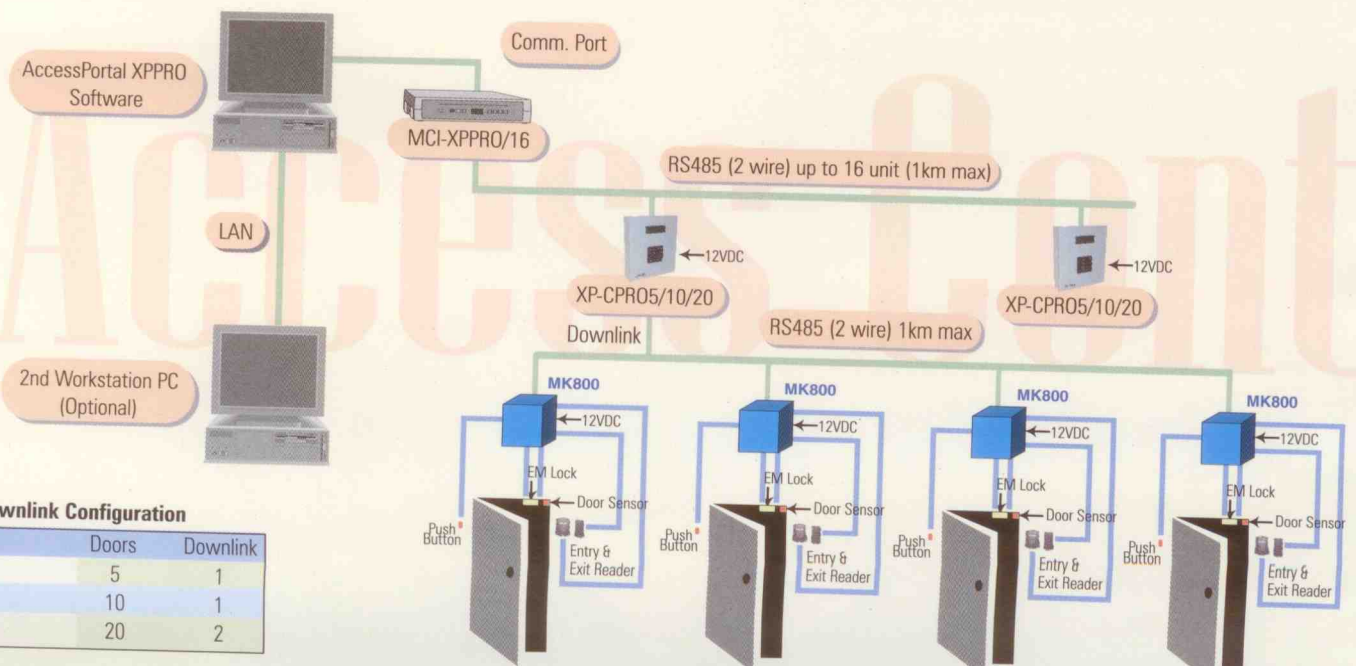 Access Cont
AccessPortal XPPRO
Software
Comm. Port
MCI-XPPRO/16
RS485 (2 wire) up to 16 unit (1km max)
LAN
12VDC
XP-CPRO5/10/20
12VDC
XP-CPRO5/10/20
Downlink
RS485 (2 wire) 1km max
2nd Workstation PC
(Optional)
MK800
12VDC
EM Lock
Door Sensor
Push
Button
Entry &
Exit Reader
MK800
12VDC
EM Lock
Door Sensor
Push
Button
Entry &
Exit Reader
MK800
12VDC
EM Lock
Door Sensor
Push
Button
Entry &
Exit Reader
MK800
12VDC
EM Lock
Door Sensor
Push
Button
Entry &
Exit Reader
wnlink Configuration
Doors Downlink
5 1
10 1
20 2